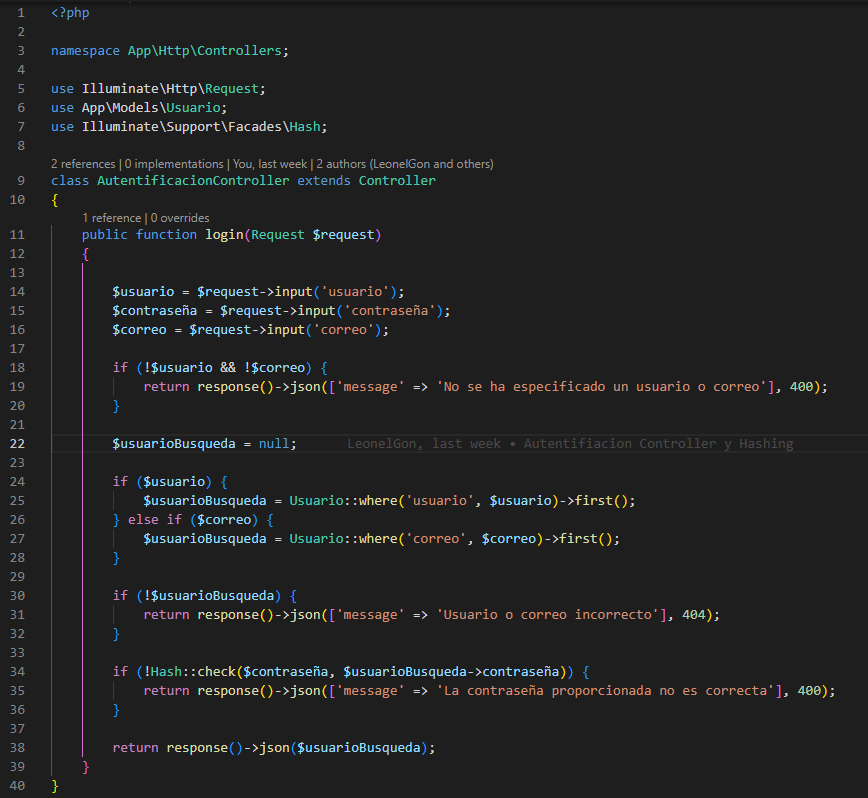 1 <?php
2
3 namespace App\Http\Controllers;
4
5 use Illuminate\Http\Request;
6 use App\Models\Usuario;
7 use Illuminate\Support\Facades\Hash;
8
2 references | 0 implementations | You, last week | 2 authors (LeonelGon and others)
9 class AutentificacionController extends Controller
10 {
1 reference | 0 overrides
11     public function login(Request $request)
12     {
13
14         $usuario = $request->input('usuario');
15         $contraseña = $request->input('contraseña');
16         $correo = $request->input('correo');
17
18         if (!$usuario && !$correo) {
19             return response()->json(['message' => 'No se ha especificado un usuario o correo'], 400);
20         }
21
22         $usuarioBusqueda = null;     LeonelGon, last week • Autentifiacion Controller y Hashing
23
24         if ($usuario) {
25             $usuarioBusqueda = Usuario::where('usuario', $usuario)->first();
26         } else if ($correo) {
27             $usuarioBusqueda = Usuario::where('correo', $correo)->first();
28         }
29
30         if (!$usuarioBusqueda) {
31             return response()->json(['message' => 'Usuario o correo incorrecto'], 404);
32         }
33
34         if (!Hash::check($contraseña, $usuarioBusqueda->contraseña)) {
35             return response()->json(['message' => 'La contraseña proporcionada no es correcta'], 400);
36         }
37
38         return response()->json($usuarioBusqueda);
39     }
40 }